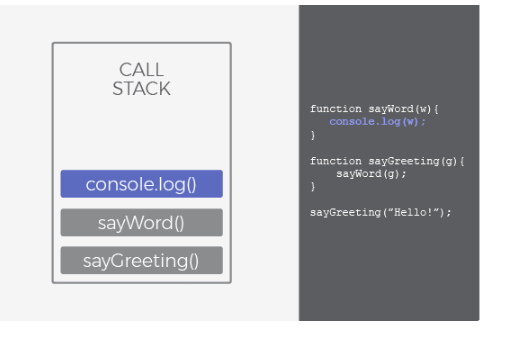 CALL
STACK
console.log()
sayWord()
sayGreeting()
function sayWord(w){
console.log(w);
}
function sayGreeting(g){
sayWord(g);
}
sayGreeting(“Hello!”);